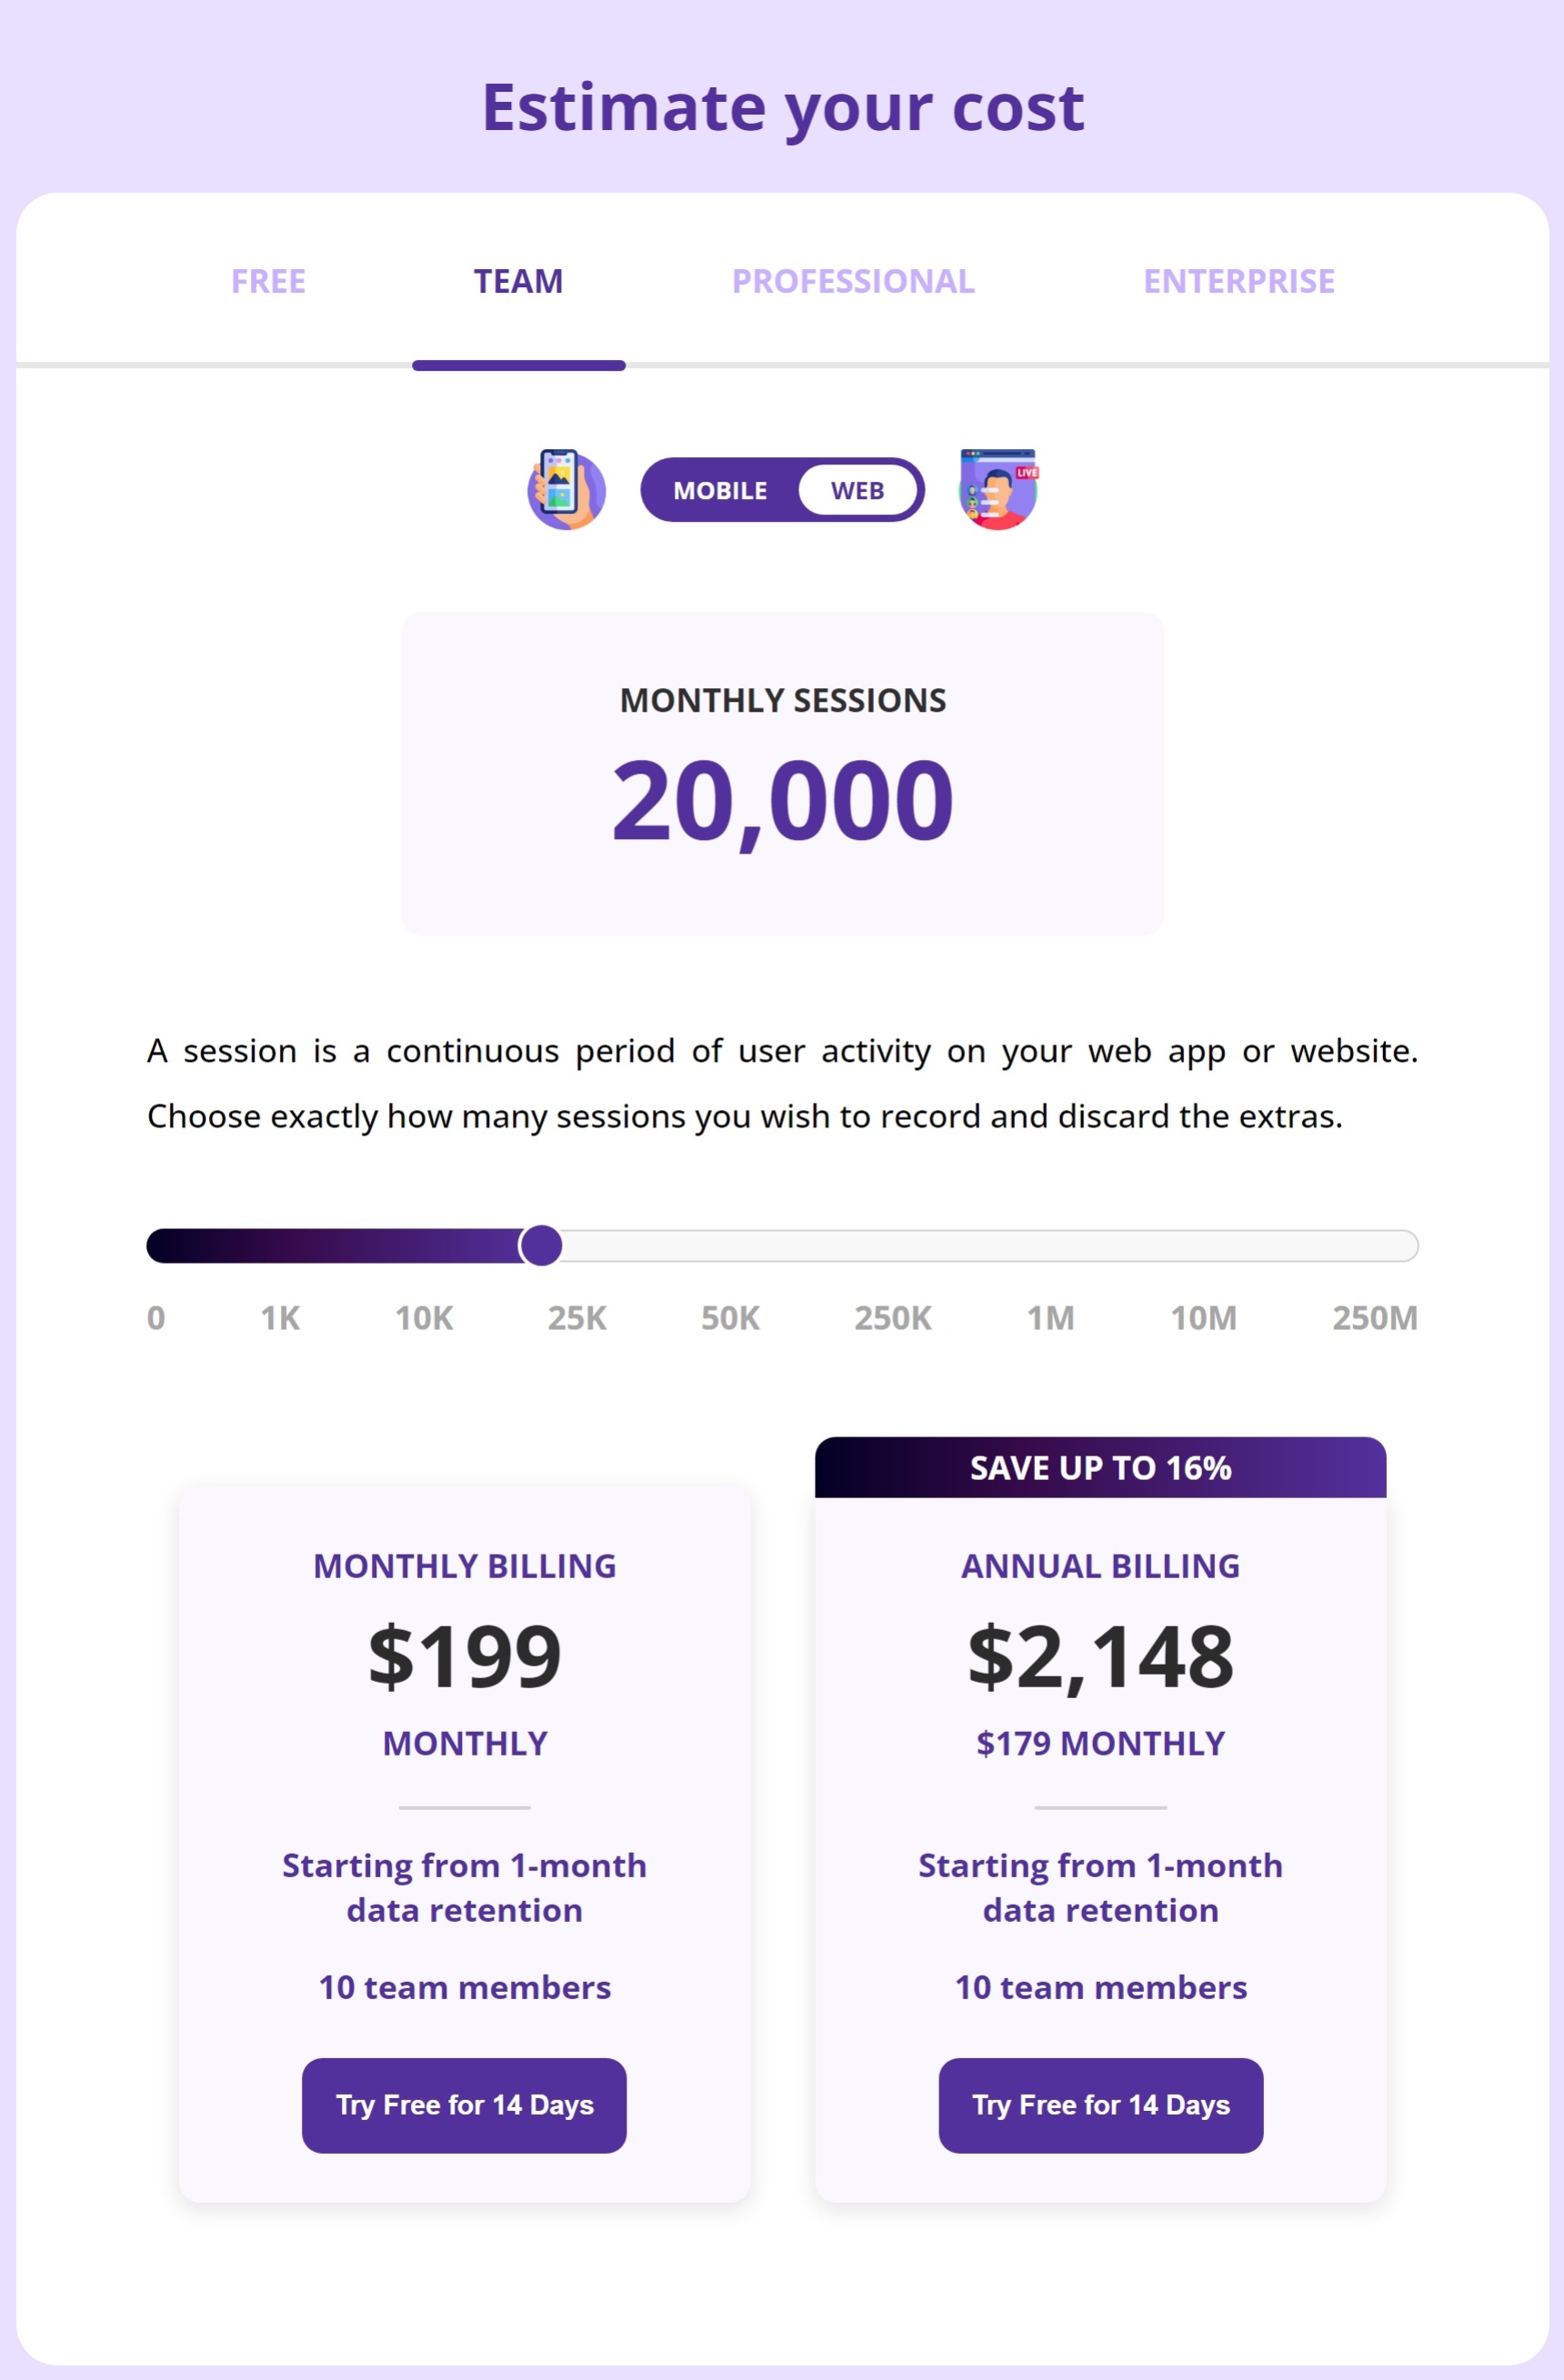 Estimate your cost
FREE TEAM PROFESSIONAL ENTERPRISE
MOBILE WEB LIVE
MONTHLY SESSIONS
20,000
A session is a continuous period of user activity on your web app or website.
Choose exactly how many sessions you wish to record and discard the extras.
0 1K 10K 25K 50K 250K 1M 10M 250M
MONTHLY BILLING
$199
MONTHLY
Starting from 1-month
data retention
10 team members
Try Free for 14 Days
SAVE UP TO 16%
ANNUAL BILLING
$2,148
$179 MONTHLY
Starting from 1-month
data retention
10 team members
Try Free for 14 Days